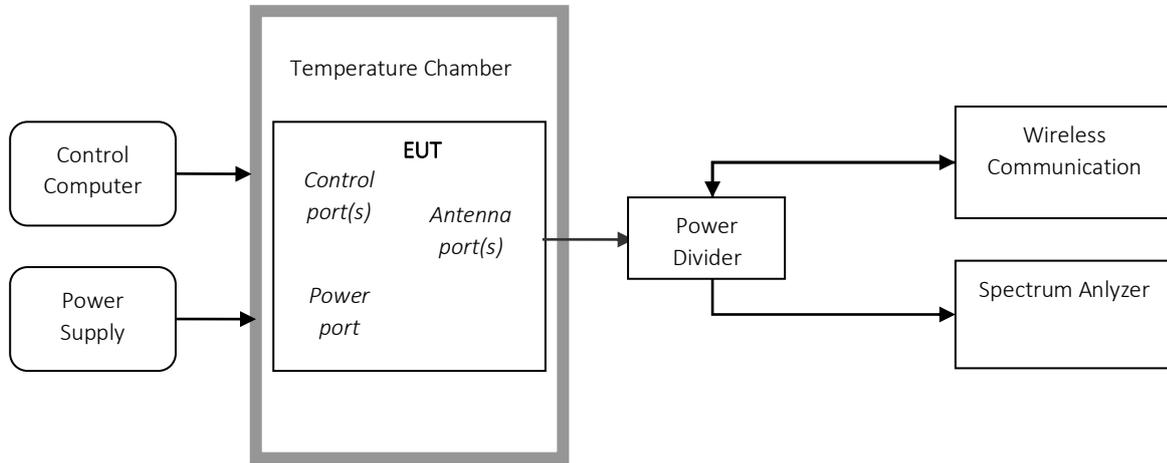 Temperature Chamber
Control
Computer
EUT
Control
port(s)
Antenna
port(s)
Power
port
Power
Supply
Power
Divider
Wireless
Communication
Spectrum Anlyzer